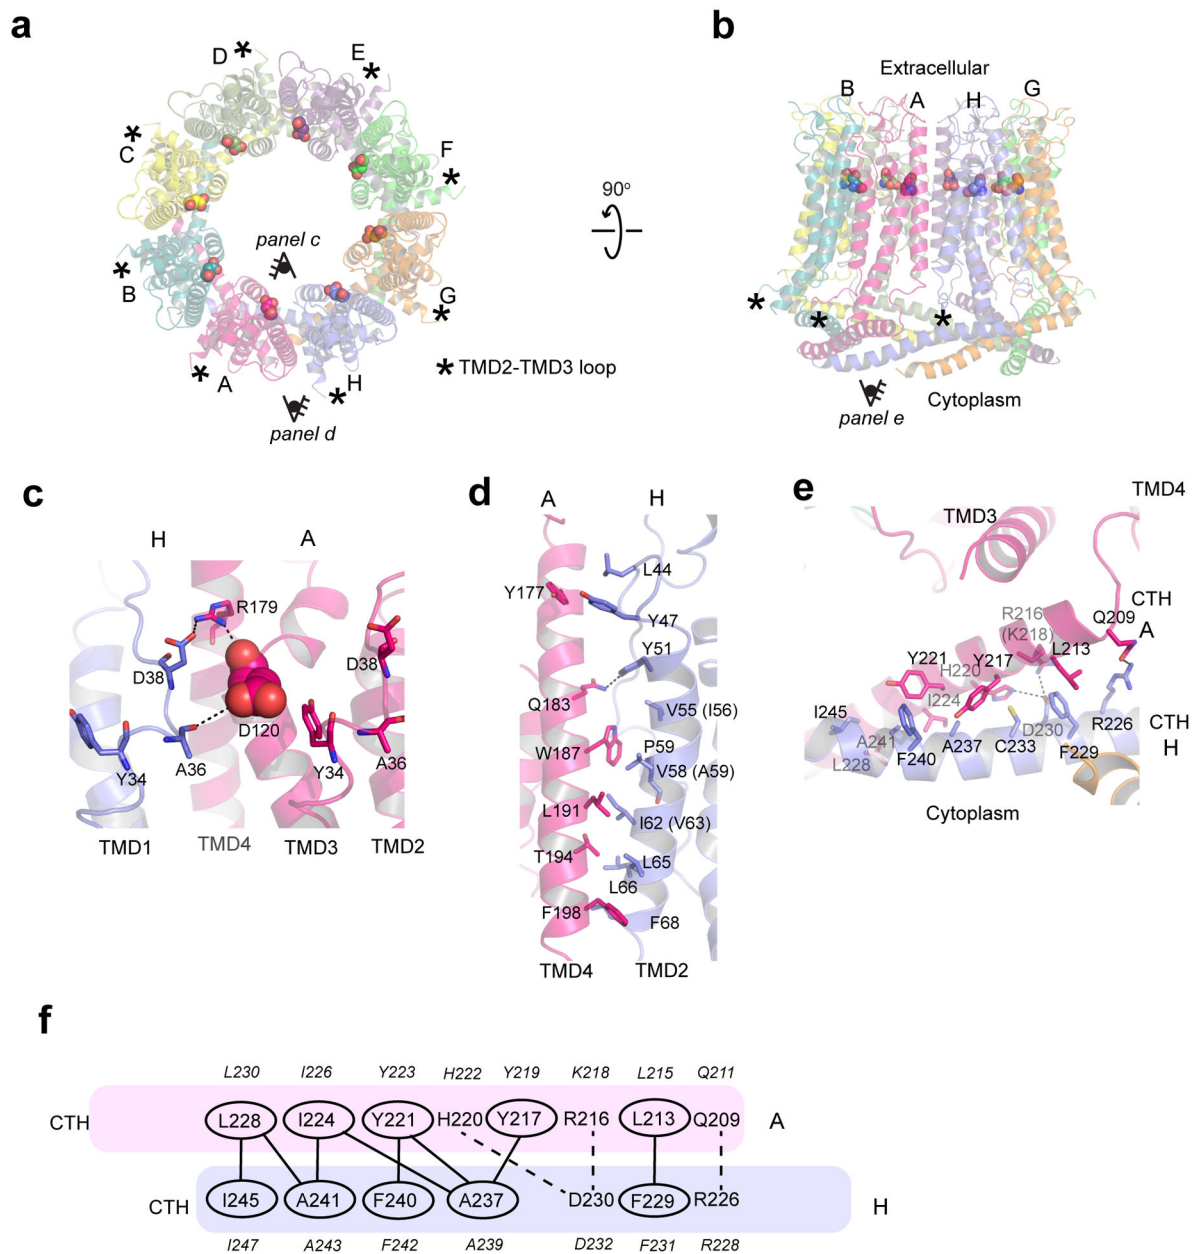 a
D
E
C
F
panel c
B
G
A
H
TMD2-TMD3 loop
panel d
90º
b
Extracellular
B
A
H
G
panel e
Cytoplasm
c
H
A
R179
D38
D38
D120
Y34
A36
Y34
A36
TMD1
TMD4
TMD3
TMD2
d
A
H
L44
Y177
Y47
Y51
Q183
V55 (I56)
W187
P59
V58 (A59)
L191
I62 (V63)
T194
L65
L66
F198
F68
TMD4
TMD2
e
TMD4
TMD3
CTH
A
R216
(K218)
Q209
L213
Y221
H220
Y217
I224
I245
A241
L228
F240
A237
C233
D230
F229
R226
CTH
H
Cytoplasm
f
L230 I226 Y223 H222 Y219 K218 L215 Q211
CTH L228 I224 Y221 H220 Y217 R216 L213 Q209 A
CTH I245 A241 F240 A237 D230 F229 R226 H
I247 A243 F242 A239 D232 F231 R228